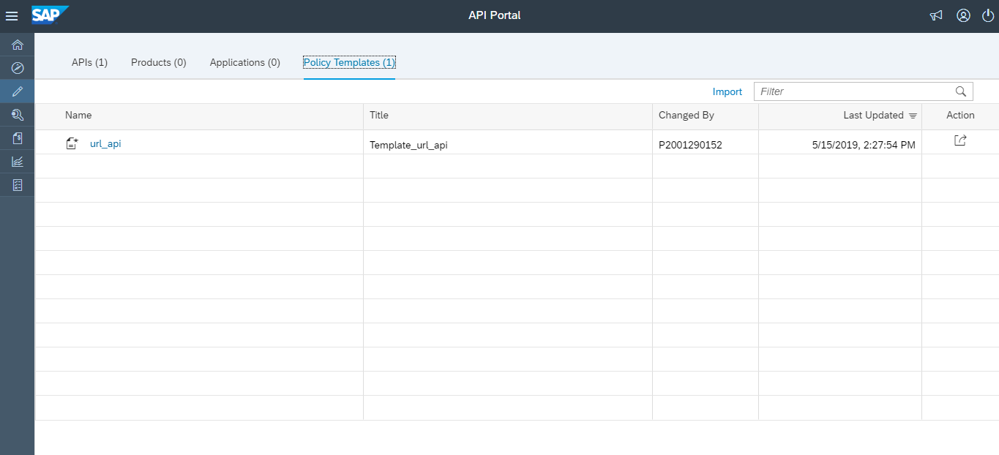 SAP API Portal
APIs (1) Products (0) Applications (0) Policy Templates (1)
Import Filter
Name Title Changed By Last Updated Action
url_api Template_url_api P2001290152 5/15/2019, 2:27:54 PM